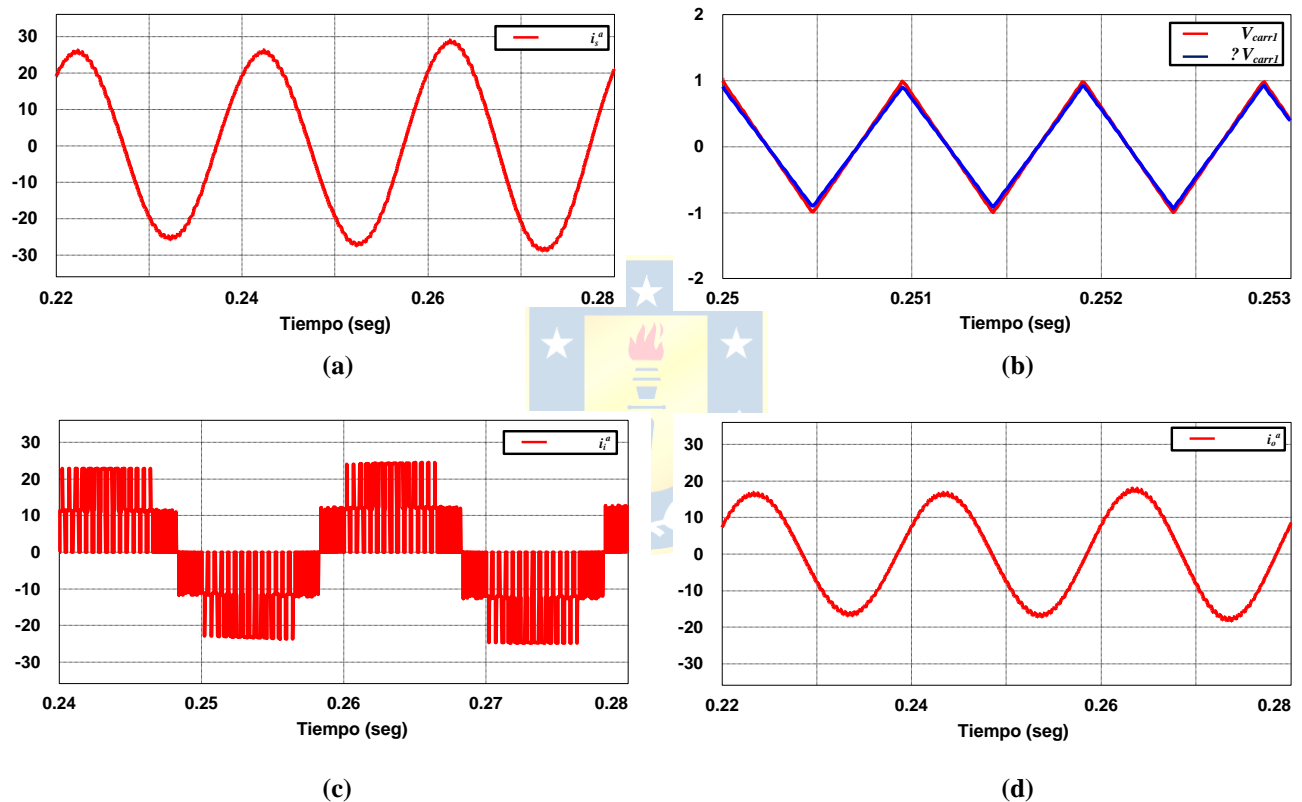 30
20
10
0
-10
-20
-30
i_s^a
0.22 0.24 0.26 0.28
Tiempo (seg)
(a)
2
1
0
-1
-2
V_carr1
? V_carr1
0.25 0.251 0.252 0.253
Tiempo (seg)
(b)
30
20
10
0
-10
-20
-30
i_i^a
0.24 0.25 0.26 0.27 0.28
Tiempo (seg)
(c)
30
20
10
0
-10
-20
-30
i_o^a
0.22 0.24 0.26 0.28
Tiempo (seg)
(d)